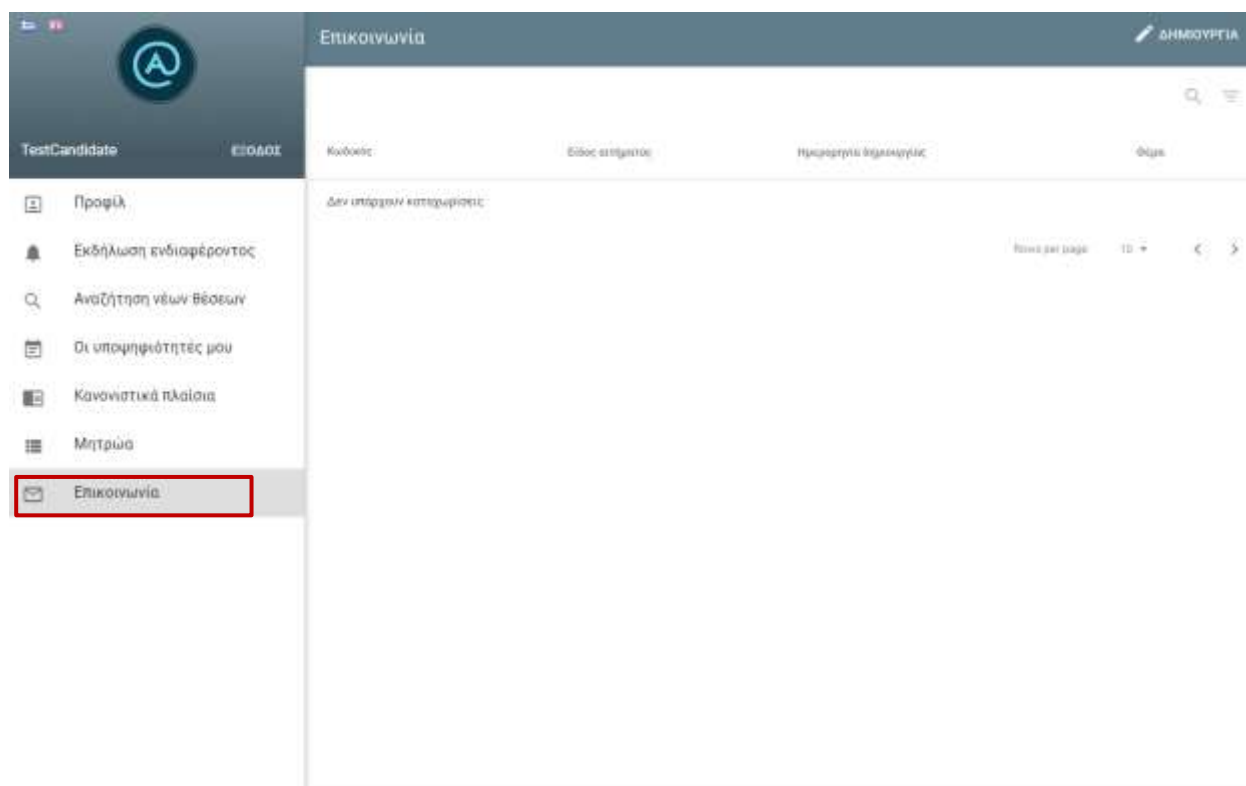 Επικοινωνία
ΔΗΜΙΟΥΡΓΙΑ
TestCandidate
ΕΞΟΔΟΣ
Κωδικός
Είδος αιτήματος
Ημερομηνία δημιουργίας
Θέμα
Δεν υπάρχουν καταχωρίσεις
Rows per page
10
Προφίλ
Εκδήλωση ενδιαφέροντος
Αναζήτηση νέων θέσεων
Οι υποψηφιότητές μου
Κανονιστικά πλαίσια
Μητρώα
Επικοινωνία